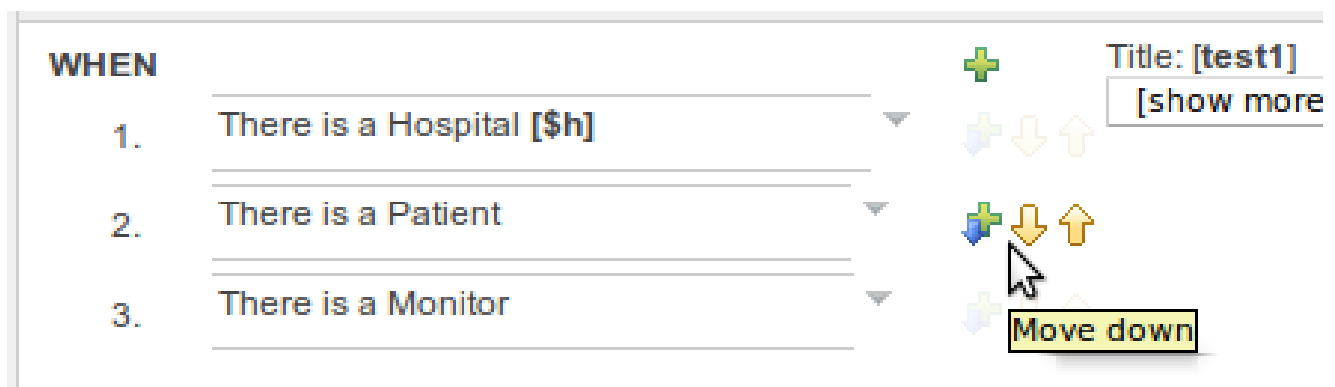 WHEN
Title: [test1]
[show more
1. There is a Hospital [$h]
2. There is a Patient
3. There is a Monitor
Move down